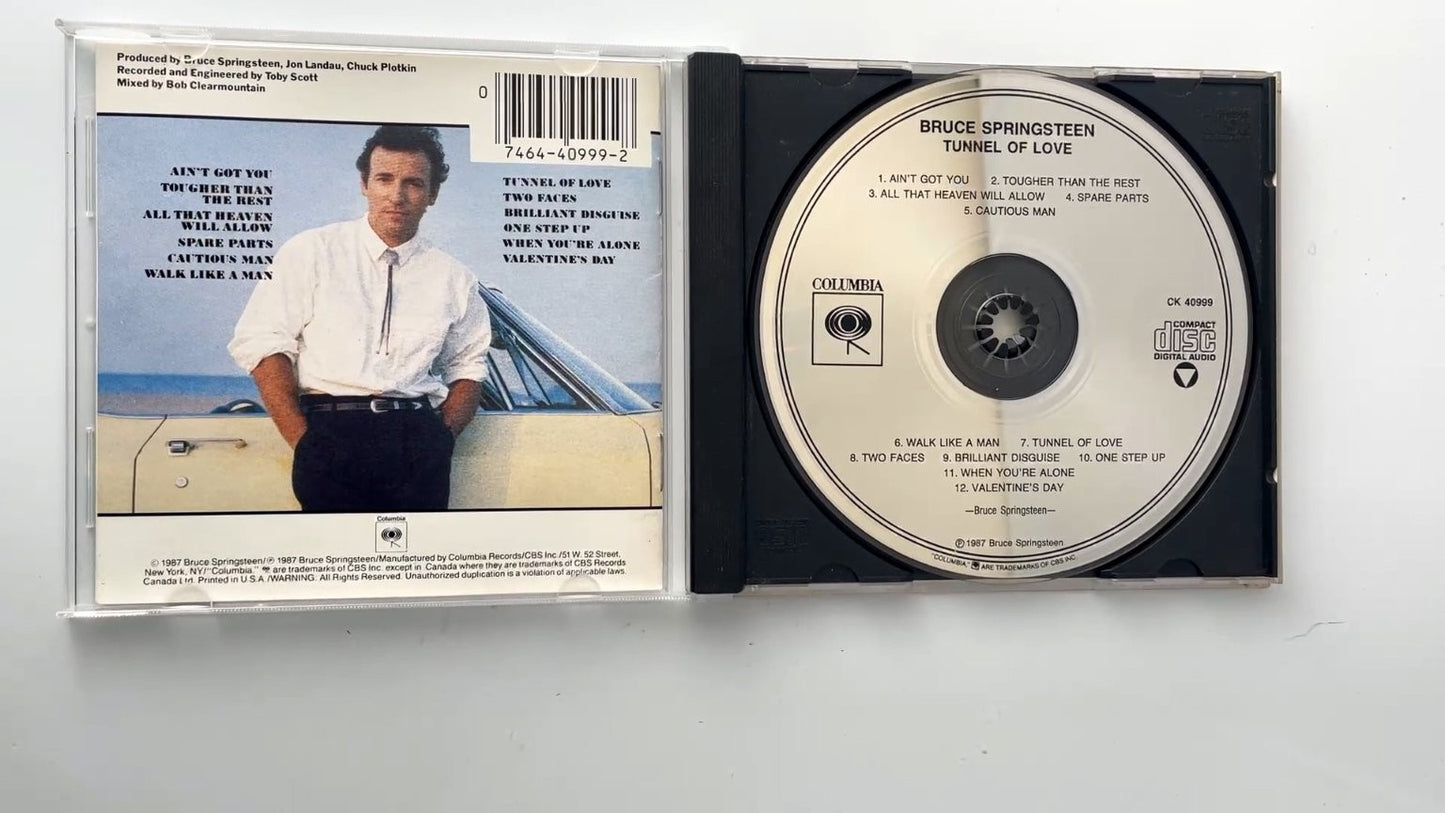 Produced by Bruce Springsteen, Jon Landau, Chuck Plotkin
Recorded and Engineered by Toby Scott
Mixed by Bob Clearmountain
0
7464-40999-2
AIN'T GOT YOU
TOUGHER THAN
THE REST
ALL THAT HEAVEN
WILL ALLOW
SPARE PARTS
CAUTIOUS MAN
WALK LIKE A MAN
TUNNEL OF LOVE
TWO FACES
BRILLIANT DISGUISE
ONE STEP UP
WHEN YOU'RE ALONE
VALENTINE'S DAY
Columbia
© 1987 Bruce Springsteen/℗ 1987 Bruce Springsteen/Manufactured by Columbia Records/CBS Inc./51 W. 52 Street,
New York, NY/"Columbia," are trademarks of CBS Inc. except in Canada where they are trademarks of CBS Records
Canada Ltd. Printed in U.S.A./WARNING: All Rights Reserved. Unauthorized duplication is a violation of applicable laws.
BRUCE SPRINGSTEEN
TUNNEL OF LOVE
1. AIN'T GOT YOU 2. TOUGHER THAN THE REST
3. ALL THAT HEAVEN WILL ALLOW 4. SPARE PARTS
5. CAUTIOUS MAN
COLUMBIA
CK 40999
COMPACT
disc
DIGITAL AUDIO
6. WALK LIKE A MAN 7. TUNNEL OF LOVE
8. TWO FACES 9. BRILLIANT DISGUISE 10. ONE STEP UP
11. WHEN YOU'RE ALONE
12. VALENTINE'S DAY
—Bruce Springsteen—
℗ 1987 Bruce Springsteen
"COLUMBIA," ARE TRADEMARKS OF CBS INC.